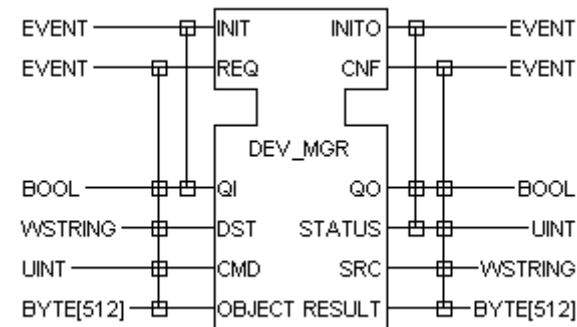 EVENT INIT INITO EVENT
EVENT REQ CNF EVENT
DEV_MGR
BOOL QI QO BOOL
WSTRING DST STATUS UINT
UINT CMD SRC WSTRING
BYTE[512] OBJECT RESULT BYTE[512]